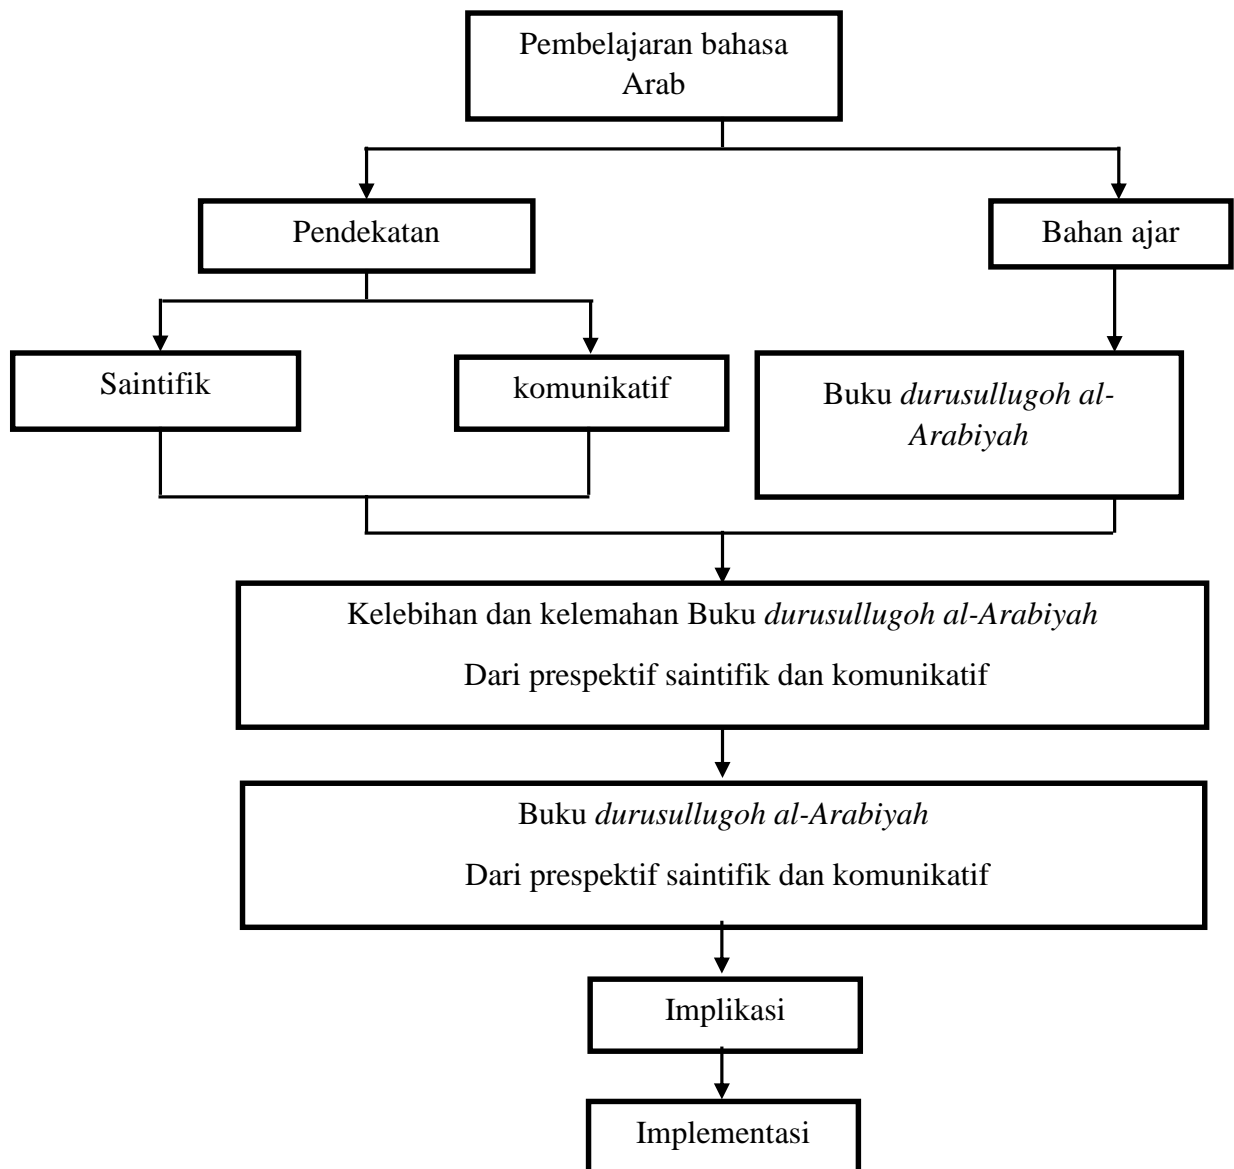 Pembelajaran bahasa
Arab
Pendekatan
Bahan ajar
Saintifik
komunikatif
Buku durusullugoh al-
Arabiyah
Kelebihan dan kelemahan Buku durusullugoh al-Arabiyah
Dari prespektif saintifik dan komunikatif
Buku durusullugoh al-Arabiyah
Dari prespektif saintifik dan komunikatif
Implikasi
Implementasi